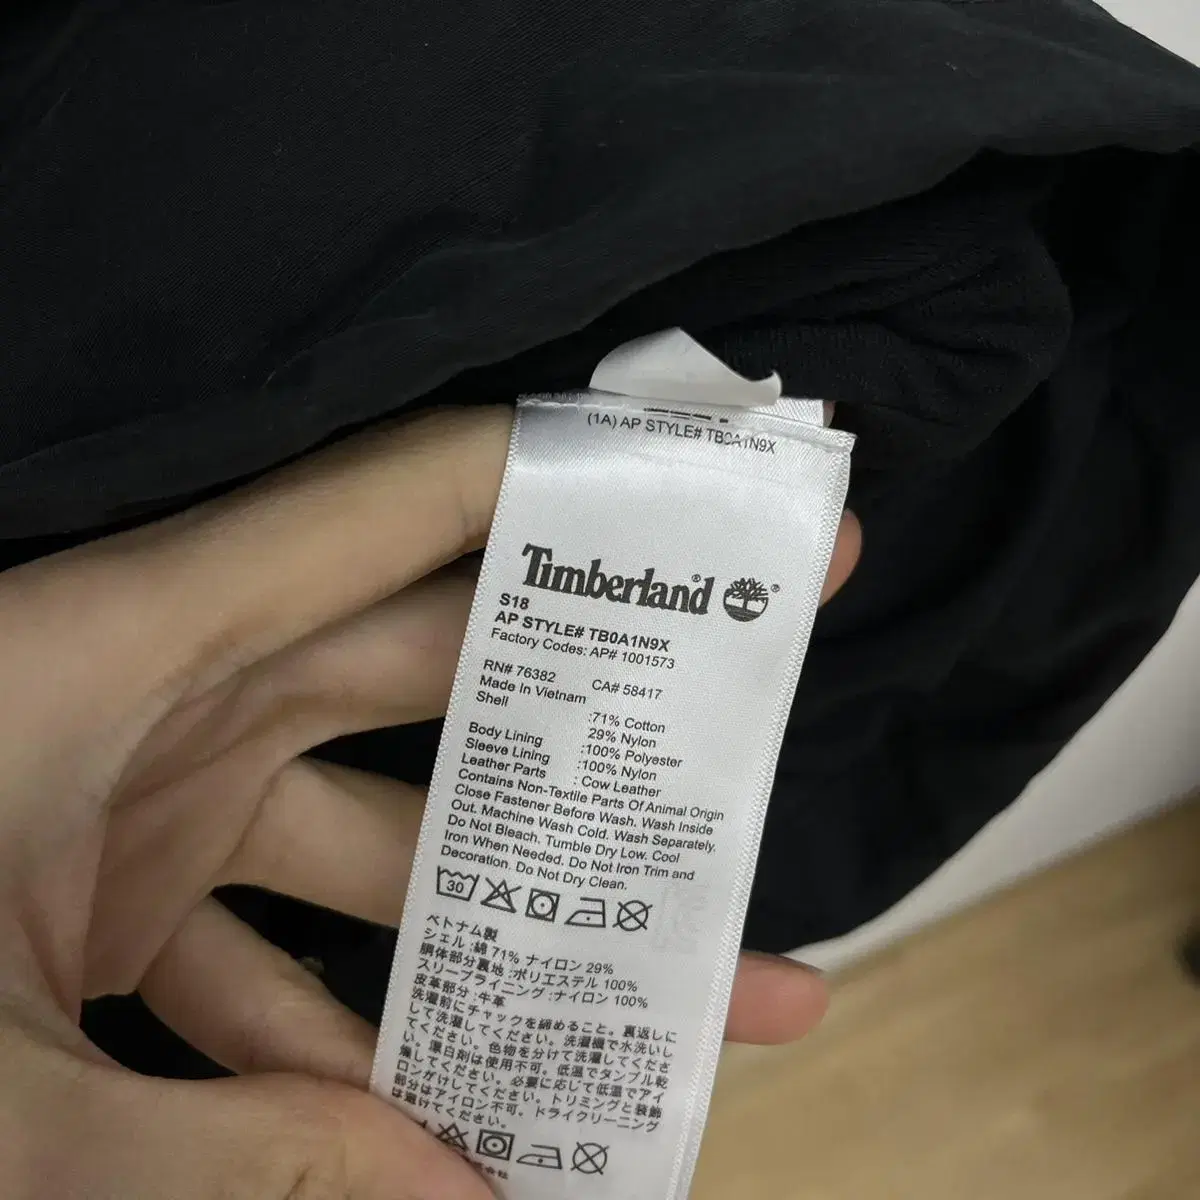 (1A) AP STYLE# TB0A1N9X
Timberland®
S18
AP STYLE# TB0A1N9X
Factory Codes: AP# 1001573
RN# 76382 CA# 58417
Made In Vietnam
Shell :71% Cotton
29% Nylon
Body Lining :100% Polyester
Sleeve Lining :100% Nylon
Leather Parts : Cow Leather
Contains Non-Textile Parts Of Animal Origin
Close Fastener Before Wash. Wash Inside
Out. Machine Wash Cold. Wash Separately.
Do Not Bleach. Tumble Dry Low. Cool
Iron When Needed. Do Not Iron Trim and
Decoration. Do Not Dry Clean.
30
ベトナム製
シェル :綿 71% ナイロン 29%
胴体部分裏地 :ポリエステル 100%
スリーブライニング :ナイロン 100%
皮革部分 :牛革
洗濯前にチャックを締めること。裏返しに
して洗濯してください。洗濯機で水洗いし
てください。色物を分けて洗濯してくださ
い。漂白剤は使用不可。低温でタンブル乾
燥してください。必要に応じて低温でアイ
ロンがけしてください。トリミングと装飾
部分はアイロン不可。ドライクリーニング
は避けてください。